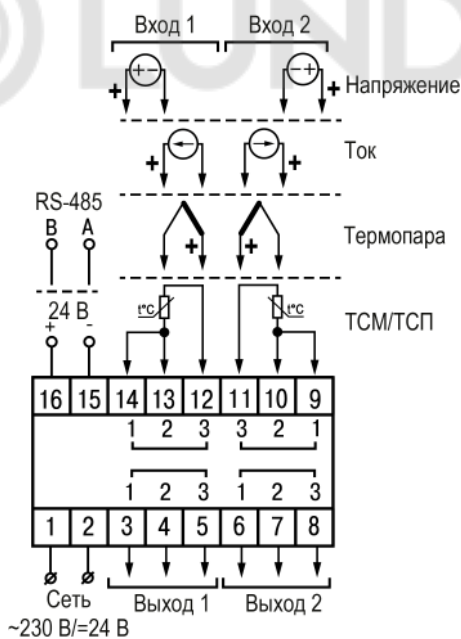 LUND
Вход 1 Вход 2
+ - - +
+ + Напряжение
+ + Ток
RS-485
B A
+ + Термопара
24 В
+ -
t°C t°C ТСМ/ТСП
16 15 14 13 12 11 10 9
1 2 3 3 2 1
1 2 3 1 2 3
1 2 3 4 5 6 7 8
Сеть Выход 1 Выход 2
~230 В/=24 В